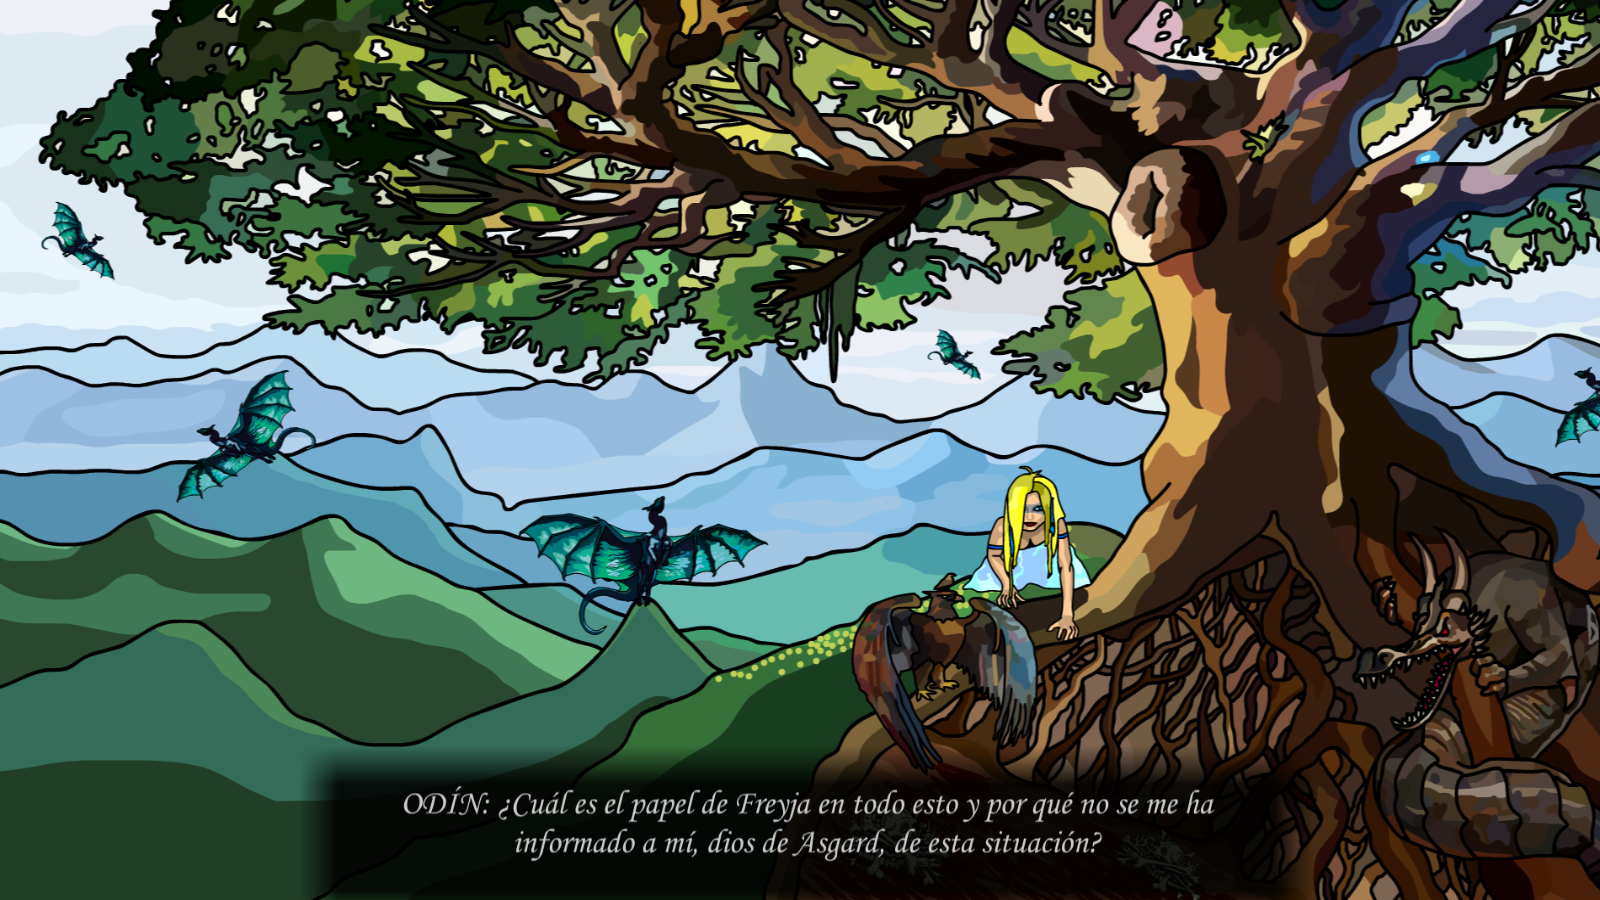 ODÍN: ¿Cuál es el papel de Freyja en todo esto y por qué no se me ha
informado a mí, dios de Asgard, de esta situación?